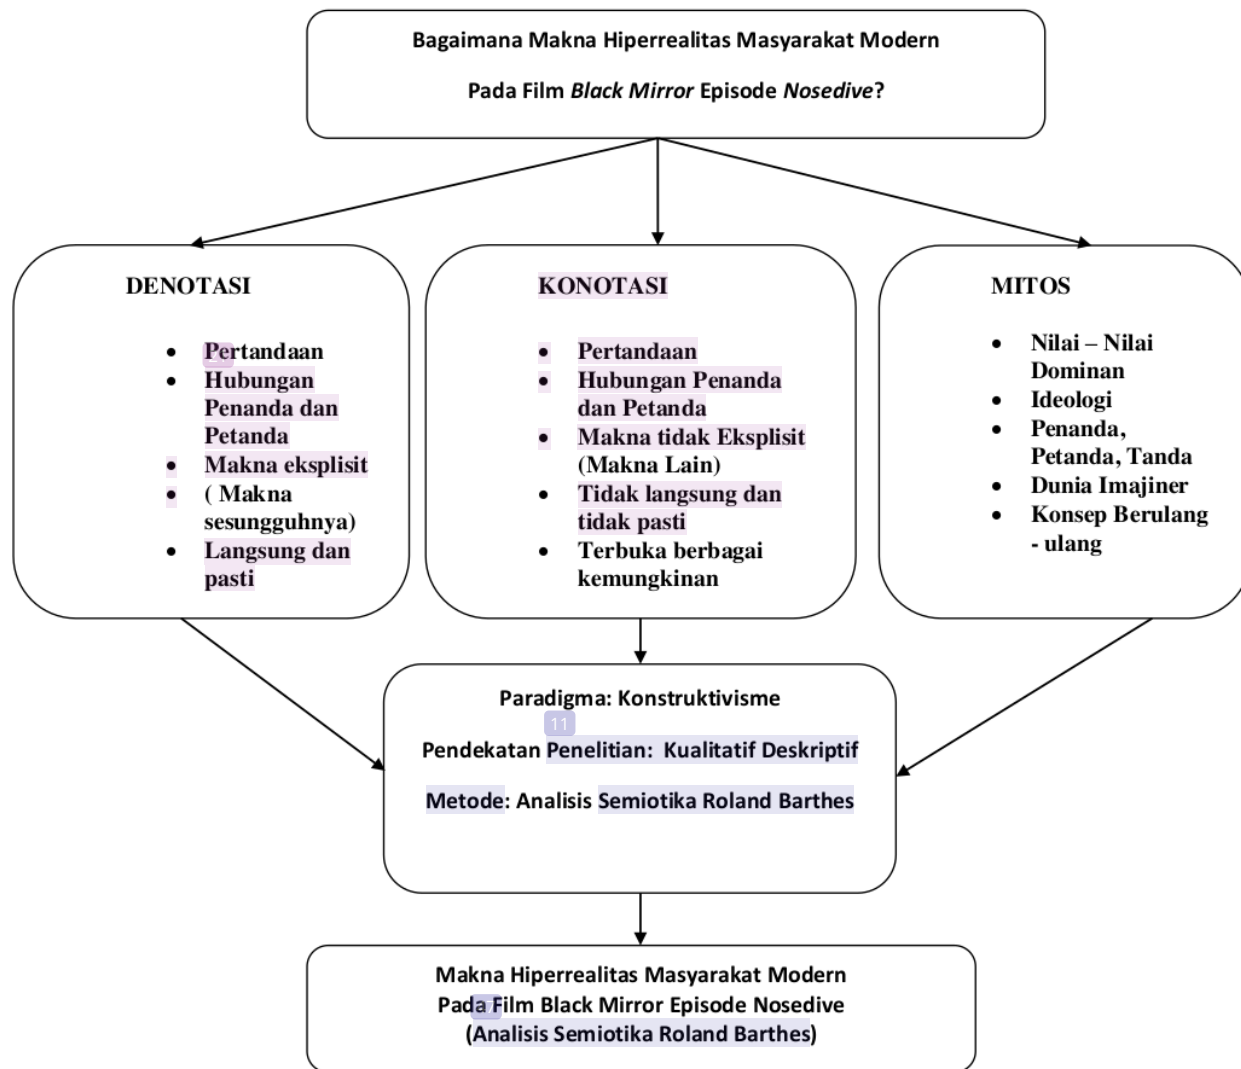 Bagaimana Makna Hiperrealitas Masyarakat Modern
Pada Film Black Mirror Episode Nosedive?
DENOTASI
• Pertandaan
• Hubungan
Penanda dan
Petanda
• Makna eksplisit
• ( Makna
sesungguhnya)
• Langsung dan
pasti
KONOTASI
• Pertandaan
• Hubungan Penanda
dan Petanda
• Makna tidak Eksplisit
(Makna Lain)
• Tidak langsung dan
tidak pasti
• Terbuka berbagai
kemungkinan
MITOS
• Nilai – Nilai
Dominan
• Ideologi
• Penanda,
Petanda, Tanda
• Dunia Imajiner
• Konsep Berulang
- ulang
Paradigma: Konstruktivisme
11
Pendekatan Penelitian: Kualitatif Deskriptif
Metode: Analisis Semiotika Roland Barthes
Makna Hiperrealitas Masyarakat Modern
Pada Film Black Mirror Episode Nosedive
(Analisis Semiotika Roland Barthes)